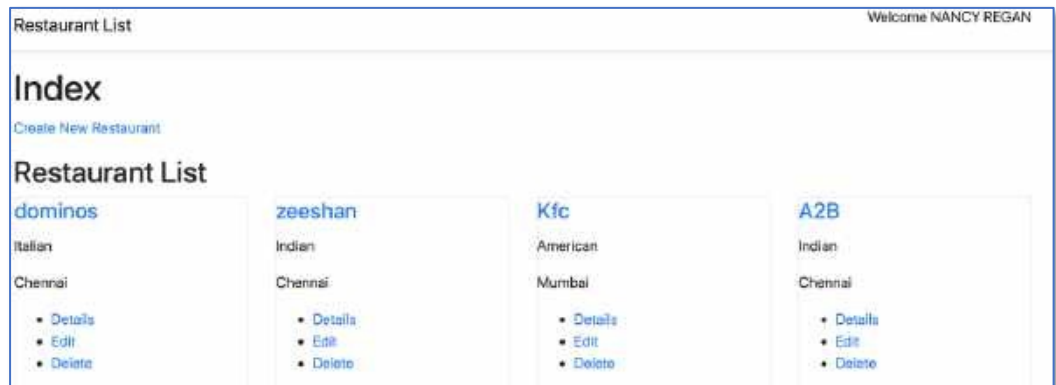 Restaurant List
Welcome NANCY REGAN
Index
Create New Restaurant
Restaurant List
dominos
Italian
Chennai
Details
Edit
Delete
zeeshan
Indian
Chennai
Details
Edit
Delete
Kfc
American
Mumbai
Details
Edit
Delete
A2B
Indian
Chennai
Details
Edit
Delete